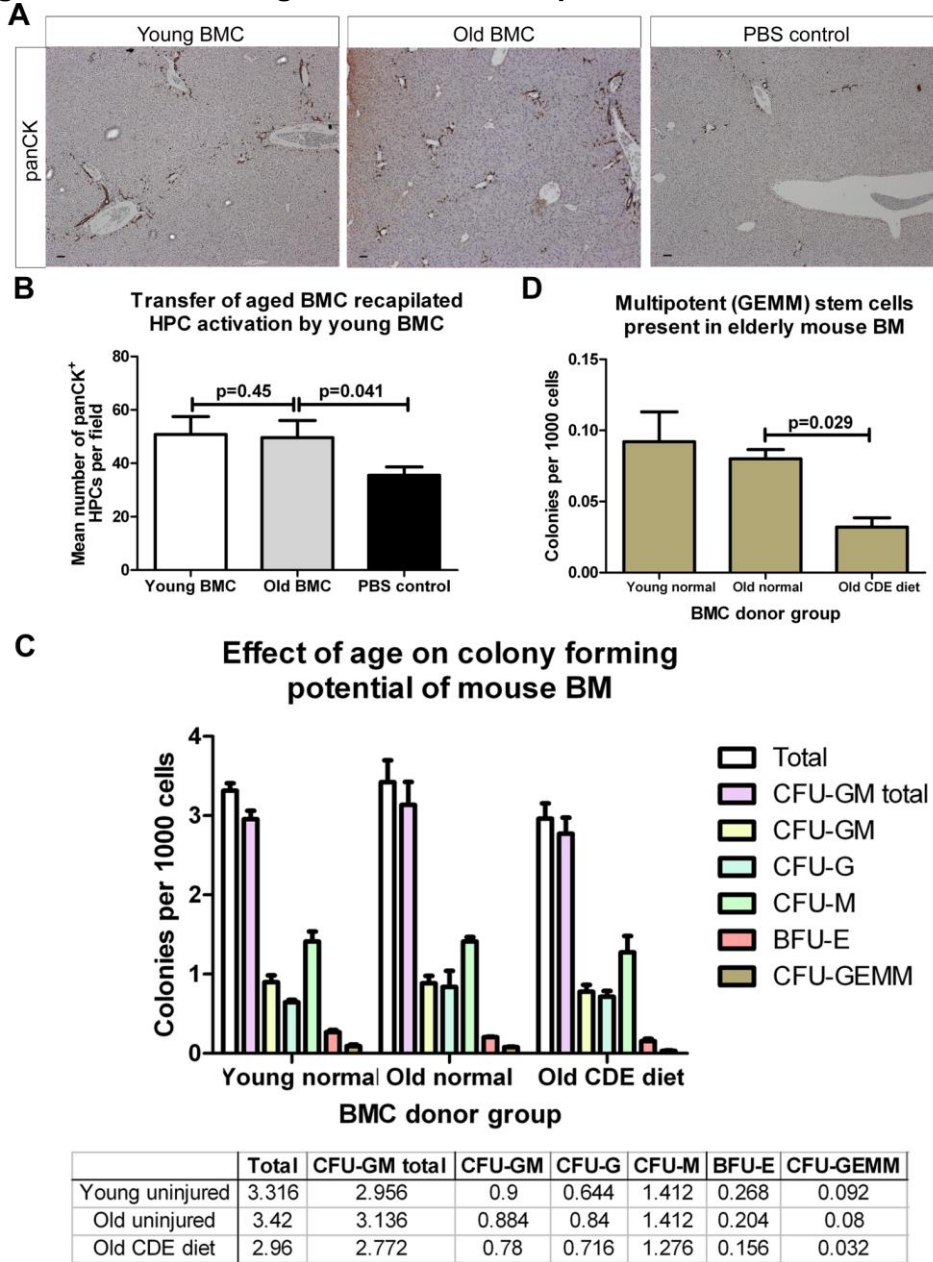 A
Young BMC
Old BMC
PBS control
panCK
B
Transfer of aged BMC recapilated
HPC activation by young BMC
Mean number of panCK+
HPCs per field
80
60
40
20
0
p=0.45
p=0.041
Young BMC
Old BMC
PBS control
D
Multipotent (GEMM) stem cells
present in elderly mouse BM
Colonies per 1000 cells
0.15
0.10
0.05
0.00
p=0.029
Young normal
Old normal
Old CDE diet
BMC donor group
C
Effect of age on colony forming
potential of mouse BM
Colonies per 1000 cells
4
3
2
1
0
Young normal
Old normal
Old CDE diet
BMC donor group
Total
CFU-GM total
CFU-GM
CFU-G
CFU-M
BFU-E
CFU-GEMM
Total CFU-GM total CFU-GM CFU-G CFU-M BFU-E CFU-GEMM
Young uninjured 3.316 2.956 0.9 0.644 1.412 0.268 0.092
Old uninjured 3.42 3.136 0.884 0.84 1.412 0.204 0.08
Old CDE diet 2.96 2.772 0.78 0.716 1.276 0.156 0.032